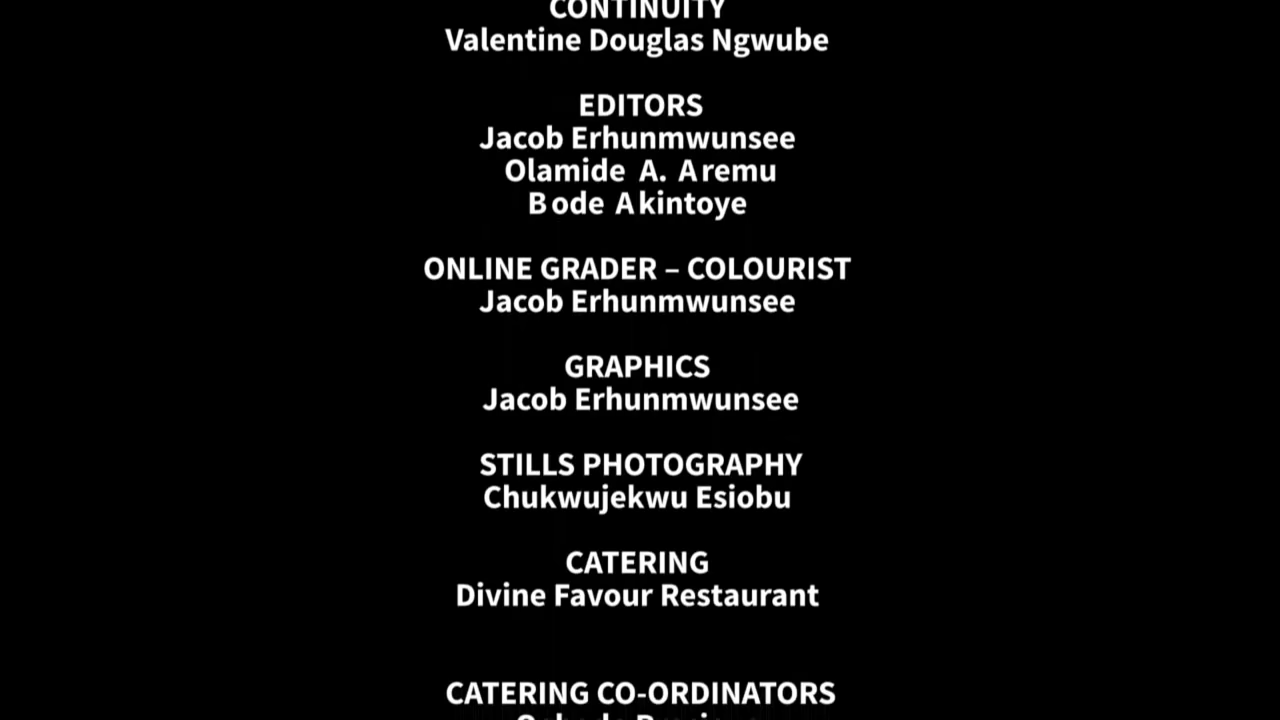 CONTINUITY
Valentine Douglas Ngwube
EDITORS
Jacob Erhunmwunsee
Olamide A. Aremu
Bode Akintoye
ONLINE GRADER – COLOURIST
Jacob Erhunmwunsee
GRAPHICS
Jacob Erhunmwunsee
STILLS PHOTOGRAPHY
Chukwujekwu Esiobu
CATERING
Divine Favour Restaurant
CATERING CO-ORDINATORS